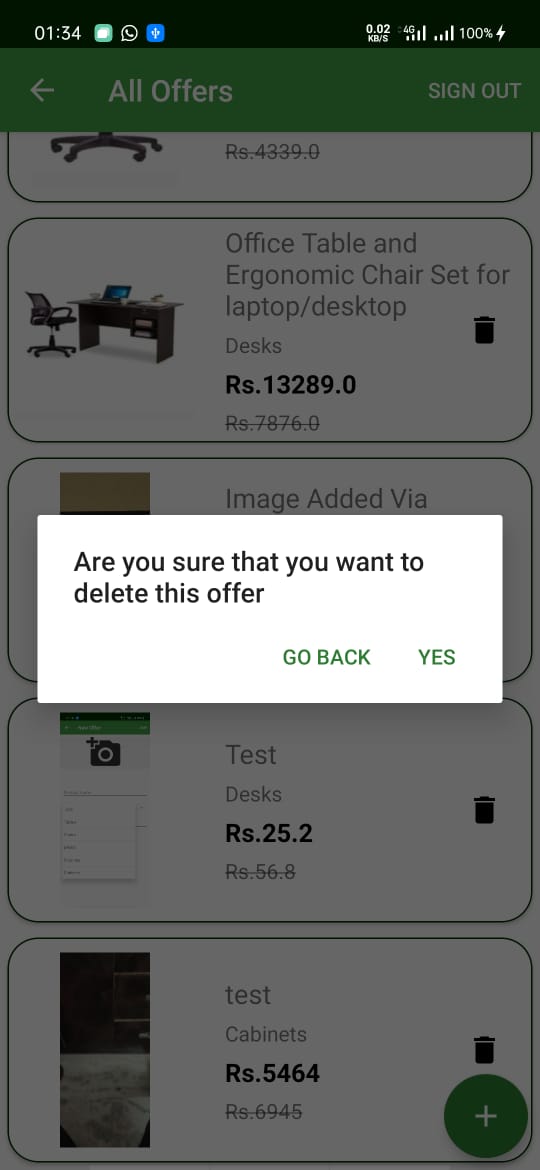 01:34
0.02
KB/S
4G
100%
All Offers
SIGN OUT
Rs.4339.0
Office Table and
Ergonomic Chair Set for
laptop/desktop
Desks
Rs.13289.0
Rs.7876.0
Image Added Via
Are you sure that you want to
delete this offer
GO BACK
YES
Test
Desks
Rs.25.2
Rs.56.8
test
Cabinets
Rs.5464
Rs.6945